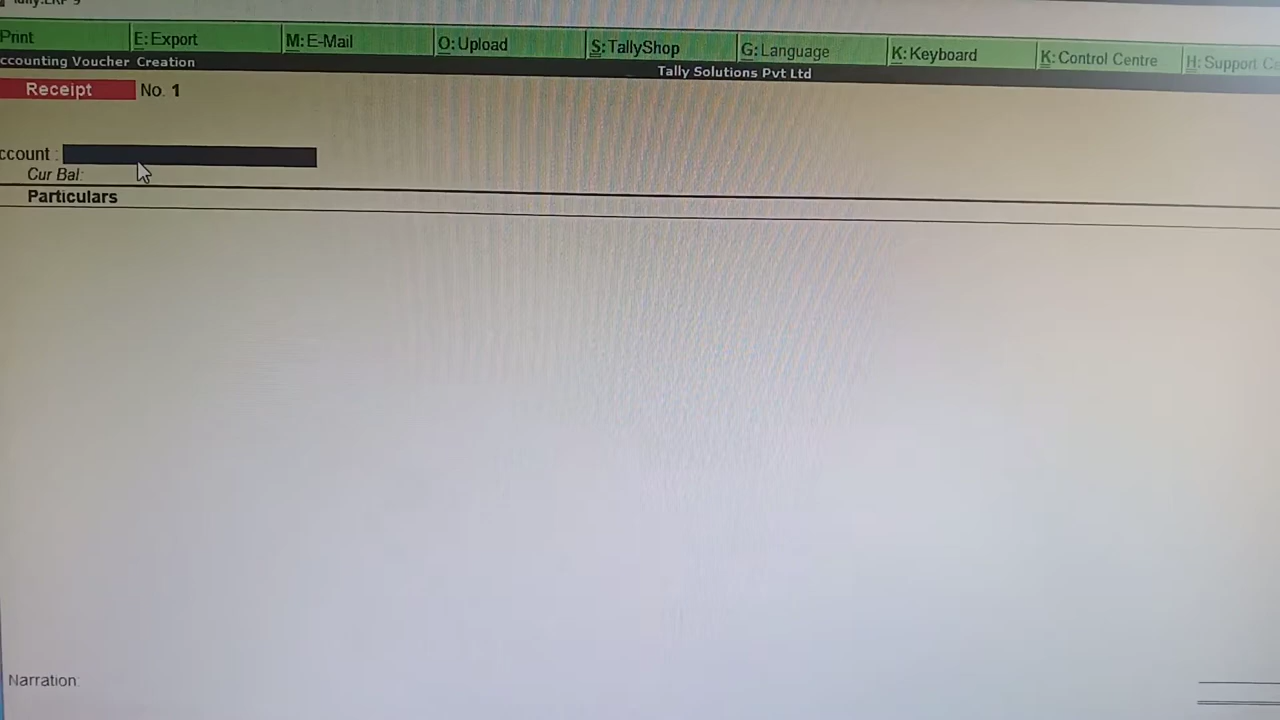 Print E: Export M: E-Mail O: Upload S: TallyShop G: Language K: Keyboard K: Control Centre H: Support Ce
ccounting Voucher Creation Tally Solutions Pvt Ltd
Receipt No. 1
ccount :
Cur Bal:
Particulars
Narration: